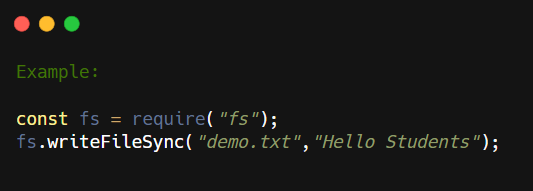 Example:
const fs = require("fs");
fs.writeFileSync("demo.txt","Hello Students");